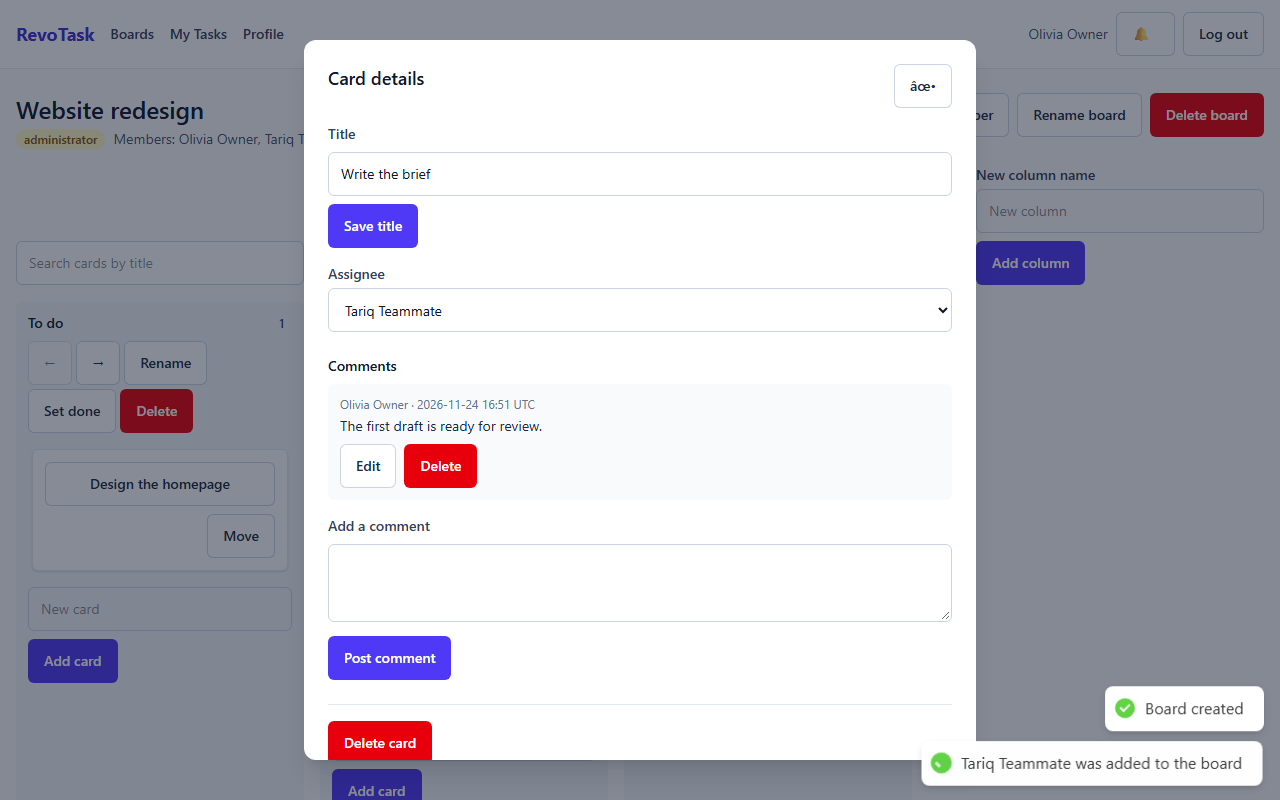 RevoTask Boards My Tasks Profile Olivia Owner Log out
Website redesign
administrator Members: Olivia Owner, Tariq T
Rename board Delete board
New column name
New column
Add column
Search cards by title
To do 1
← → Rename
Set done Delete
Design the homepage
Move
New card
Add card
Card details
✕
Title
Write the brief
Save title
Assignee
Tariq Teammate
Comments
Olivia Owner · 2026-11-24 16:51 UTC
The first draft is ready for review.
Edit Delete
Add a comment
Post comment
Delete card
Add card
Board created
Tariq Teammate was added to the board